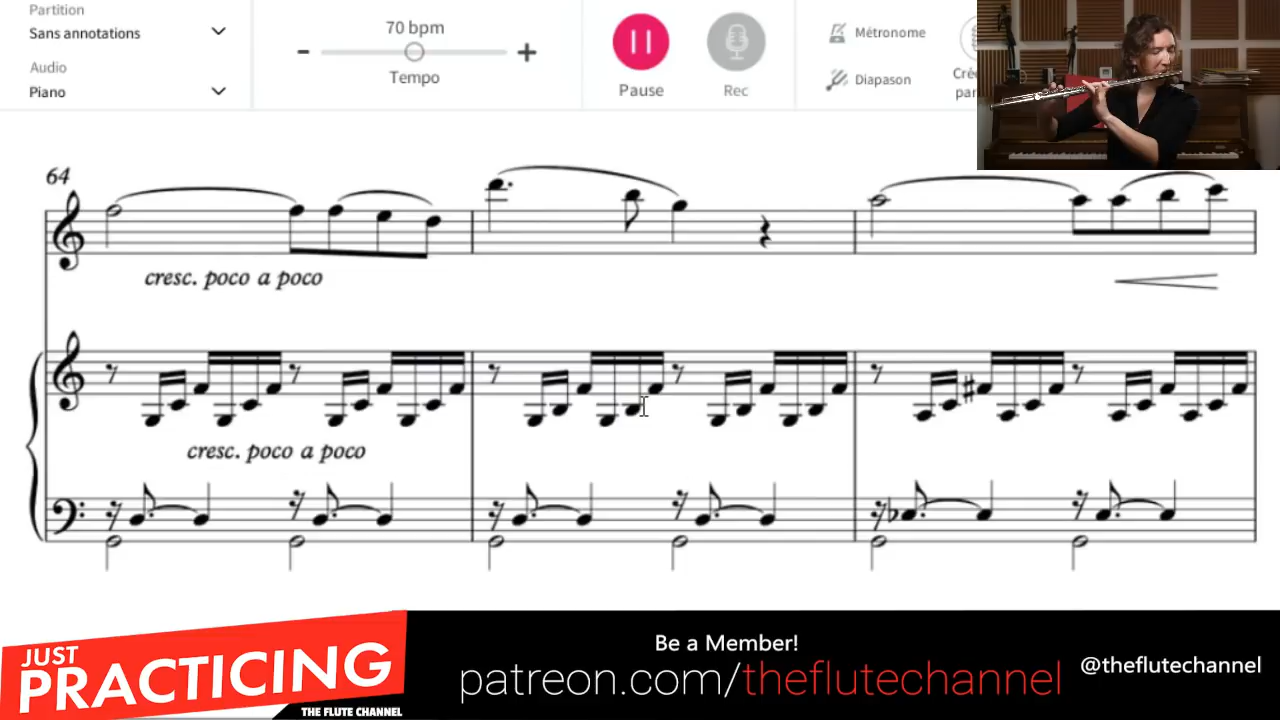 Partition
Sans annotations
Audio
Piano
70 bpm
Tempo
Pause
Rec
Métronome
Diapason
64
cresc. poco a poco
cresc. poco a poco
JUST
PRACTICING
THE FLUTE CHANNEL
Be a Member!
patreon.com/theflutechannel
@theflutechannel